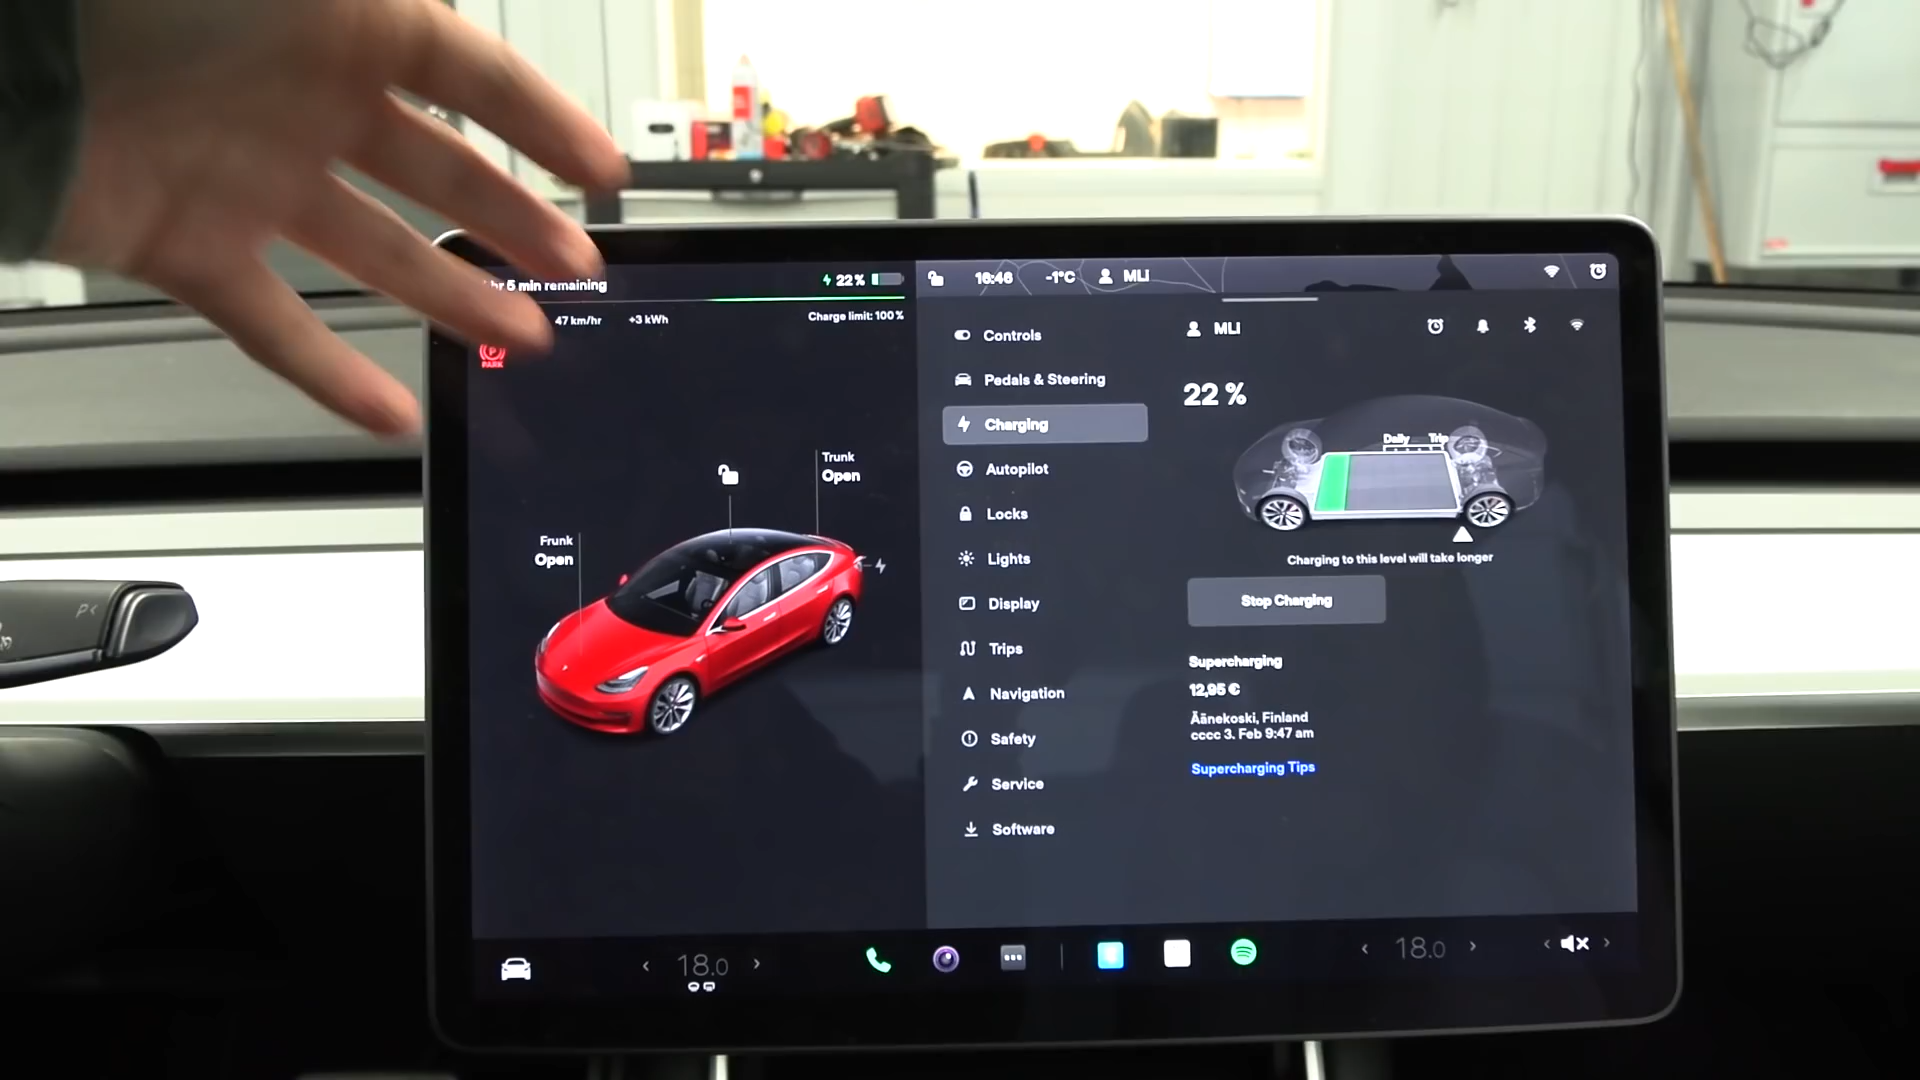 hr 5 min remaining
22 %
47 km/hr
+3 kWh
Charge limit: 100 %
PARK
16:46
-1°C
MLI
Controls
Pedals & Steering
Charging
Autopilot
Locks
Lights
Display
Trips
Navigation
Safety
Service
Software
MLI
22 %
Daily
Trip
Charging to this level will take longer
Stop Charging
Supercharging
12,95 €
Äänekoski, Finland
cccc 3. Feb 9:47 am
Supercharging Tips
Trunk
Open
Frunk
Open
P
18.0
18.0